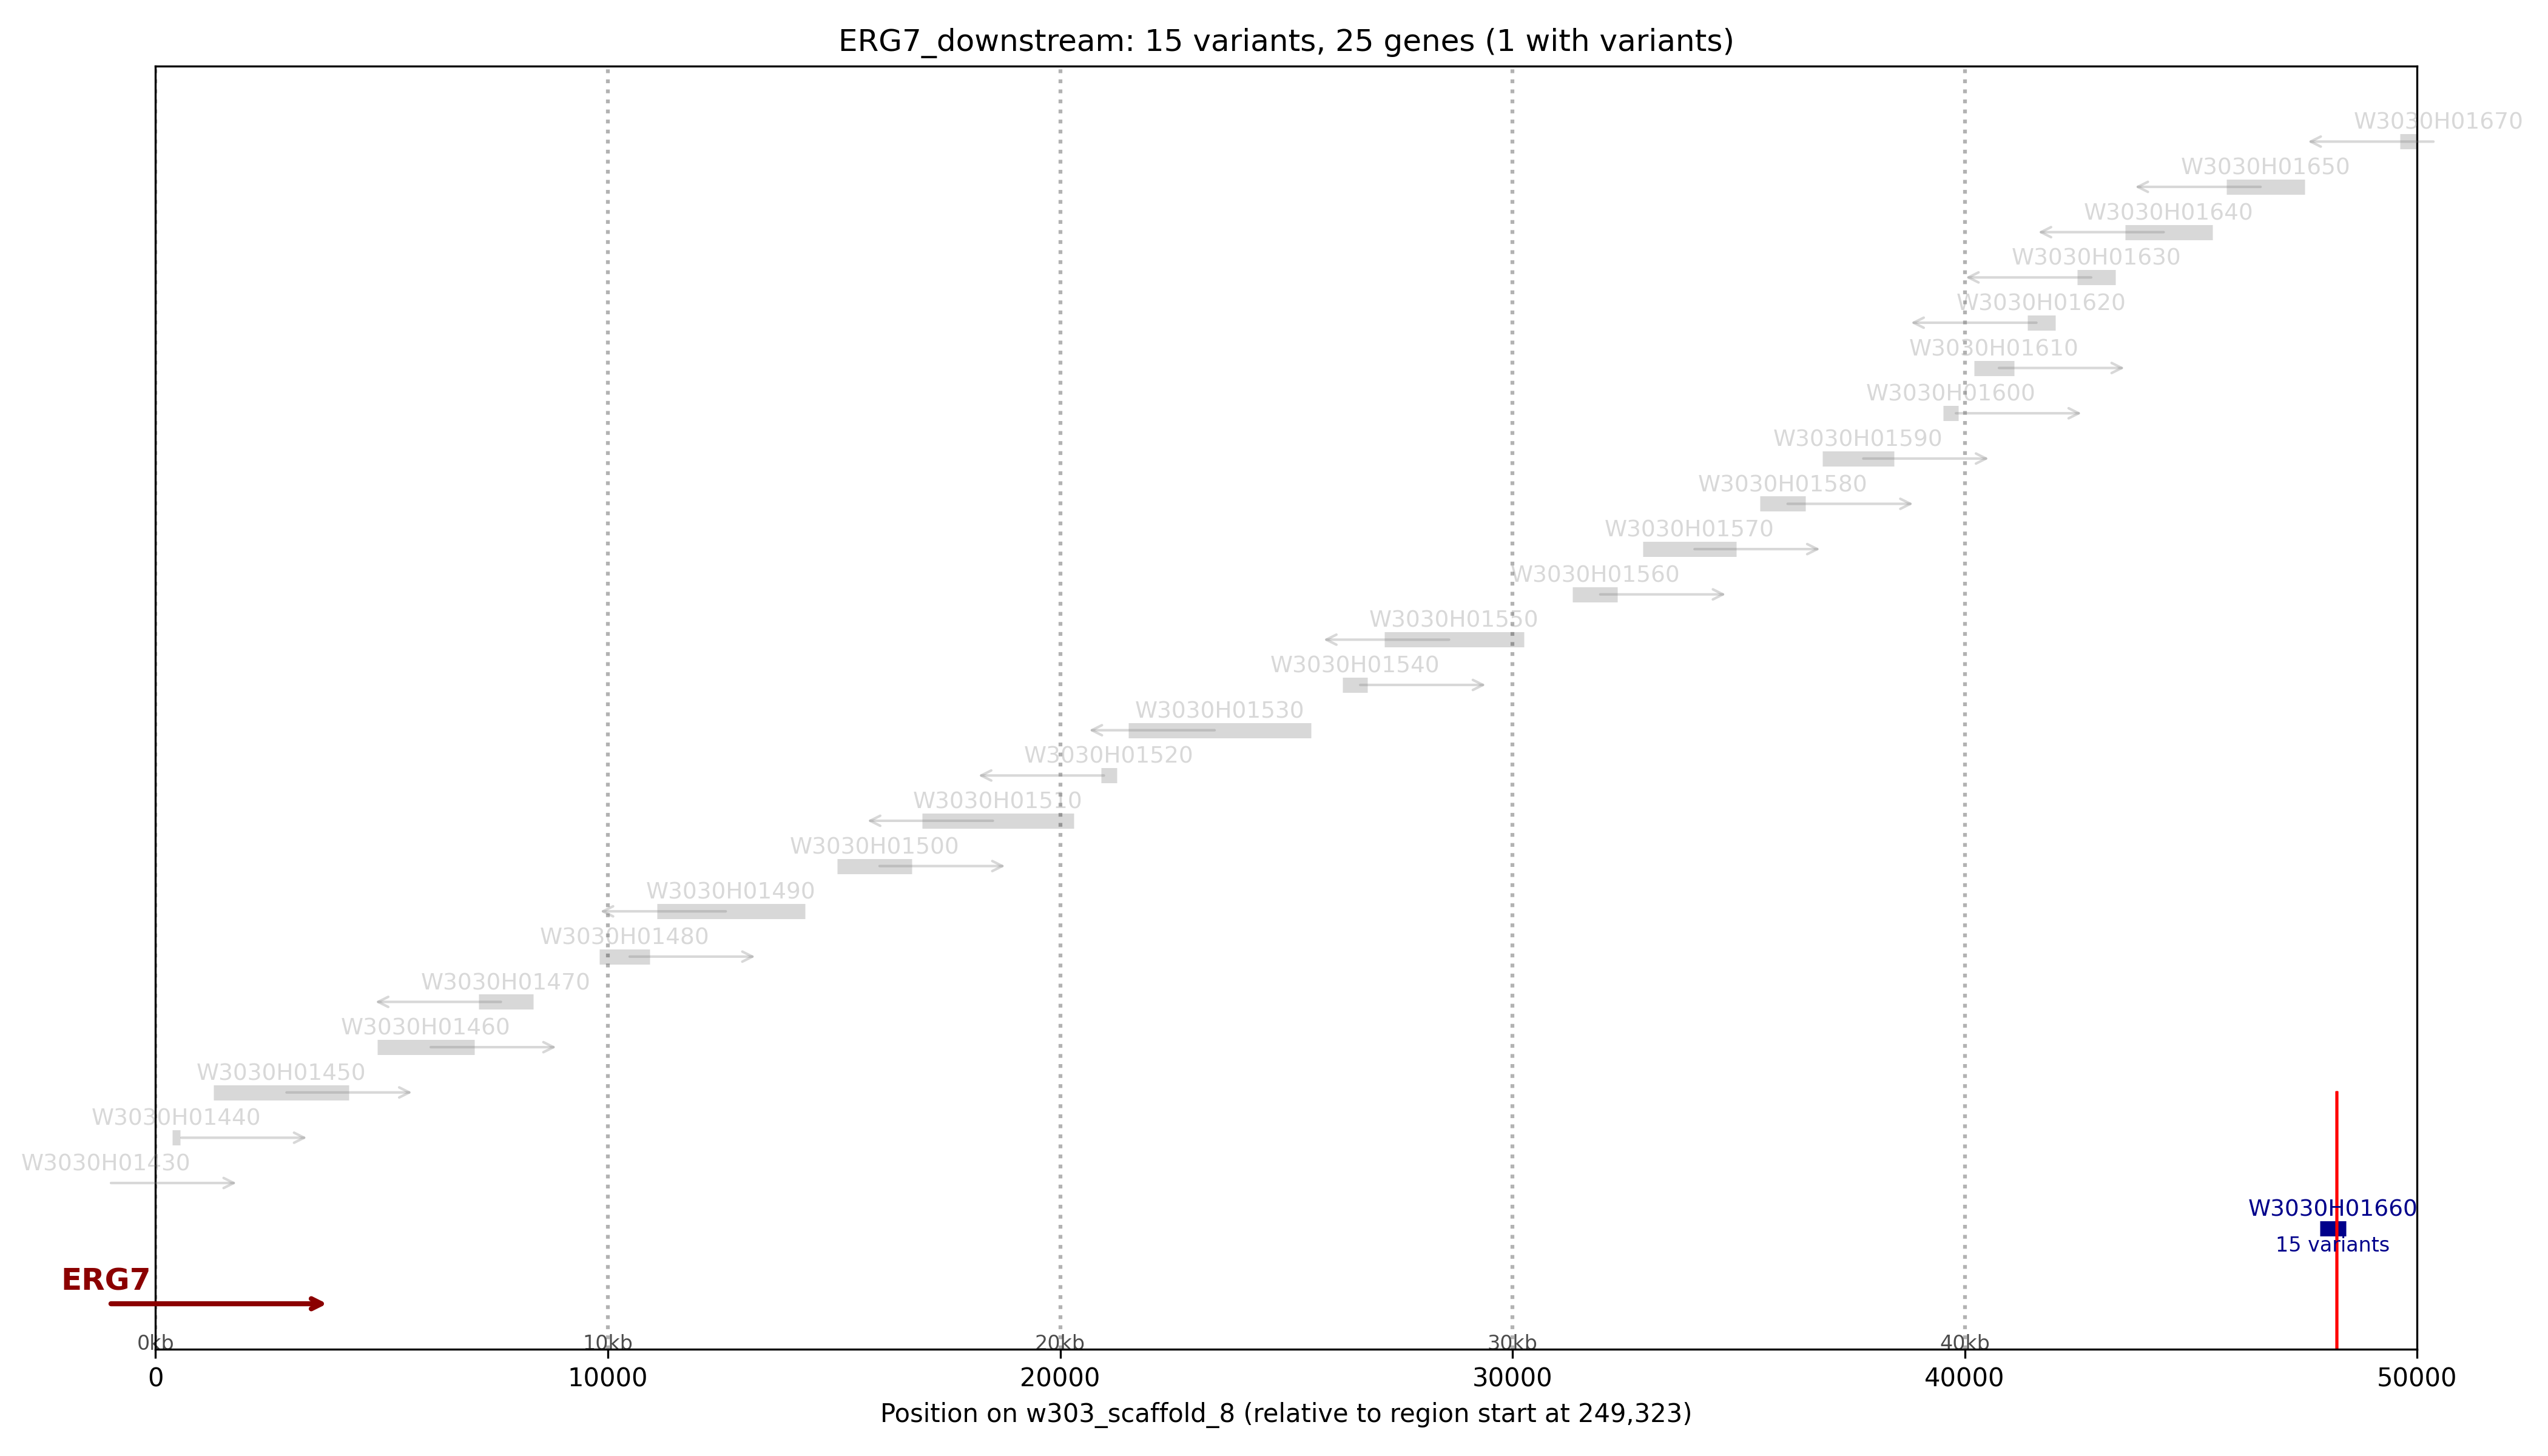 ERG7_downstream: 15 variants, 25 genes (1 with variants)
W3030H01670
W3030H01650
W3030H01640
W3030H01630
W3030H01620
W3030H01610
W3030H01600
W3030H01590
W3030H01580
W3030H01570
W3030H01560
W3030H01550
W3030H01540
W3030H01530
W3030H01520
W3030H01510
W3030H01500
W3030H01490
W3030H01480
W3030H01470
W3030H01460
W3030H01450
W3030H01440
W3030H01430
W3030H01660
15 variants
ERG7
0kb 10kb 20kb 30kb 40kb
0 10000 20000 30000 40000 50000
Position on w303_scaffold_8 (relative to region start at 249,323)